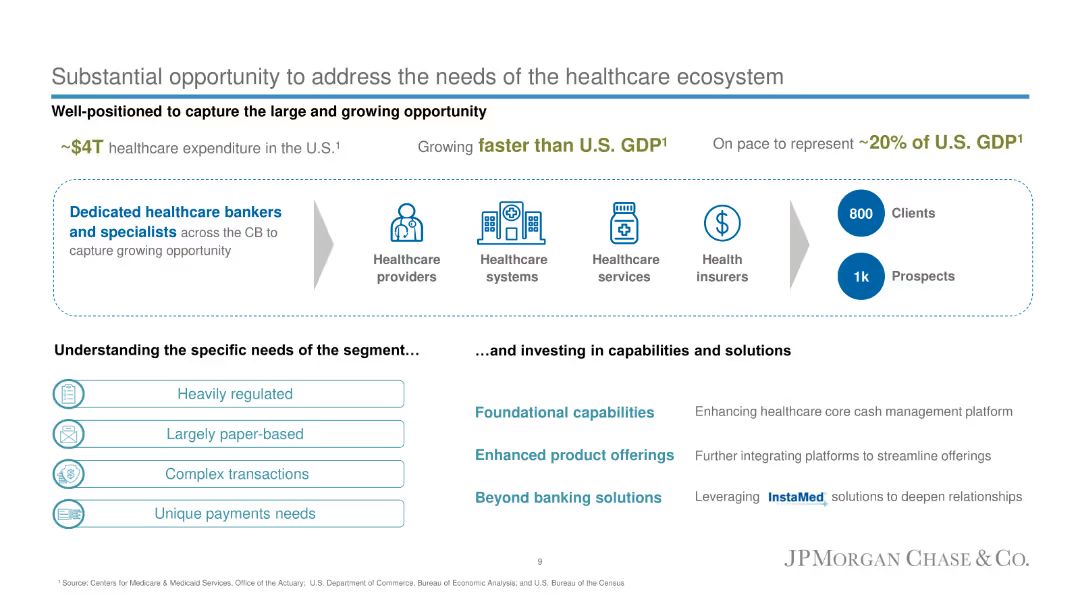 Substantial opportunity to address the needs of the healthcare ecosystem
Well-positioned to capture the large and growing opportunity
~$4T healthcare expenditure in the U.S.¹
Growing faster than U.S. GDP¹
On pace to represent ~20% of U.S. GDP¹
Dedicated healthcare bankers
and specialists across the CB to
capture growing opportunity
Healthcare
providers
Healthcare
systems
Healthcare
services
Health
insurers
800 Clients
1k Prospects
Understanding the specific needs of the segment…
Heavily regulated
Largely paper-based
Complex transactions
Unique payments needs
…and investing in capabilities and solutions
Foundational capabilities Enhancing healthcare core cash management platform
Enhanced product offerings Further integrating platforms to streamline offerings
Beyond banking solutions Leveraging InstaMed solutions to deepen relationships
9
JPMORGAN CHASE & CO.
¹ Source: Centers for Medicare & Medicaid Services, Office of the Actuary; U.S. Department of Commerce, Bureau of Economic Analysis; and U.S. Bureau of the Census